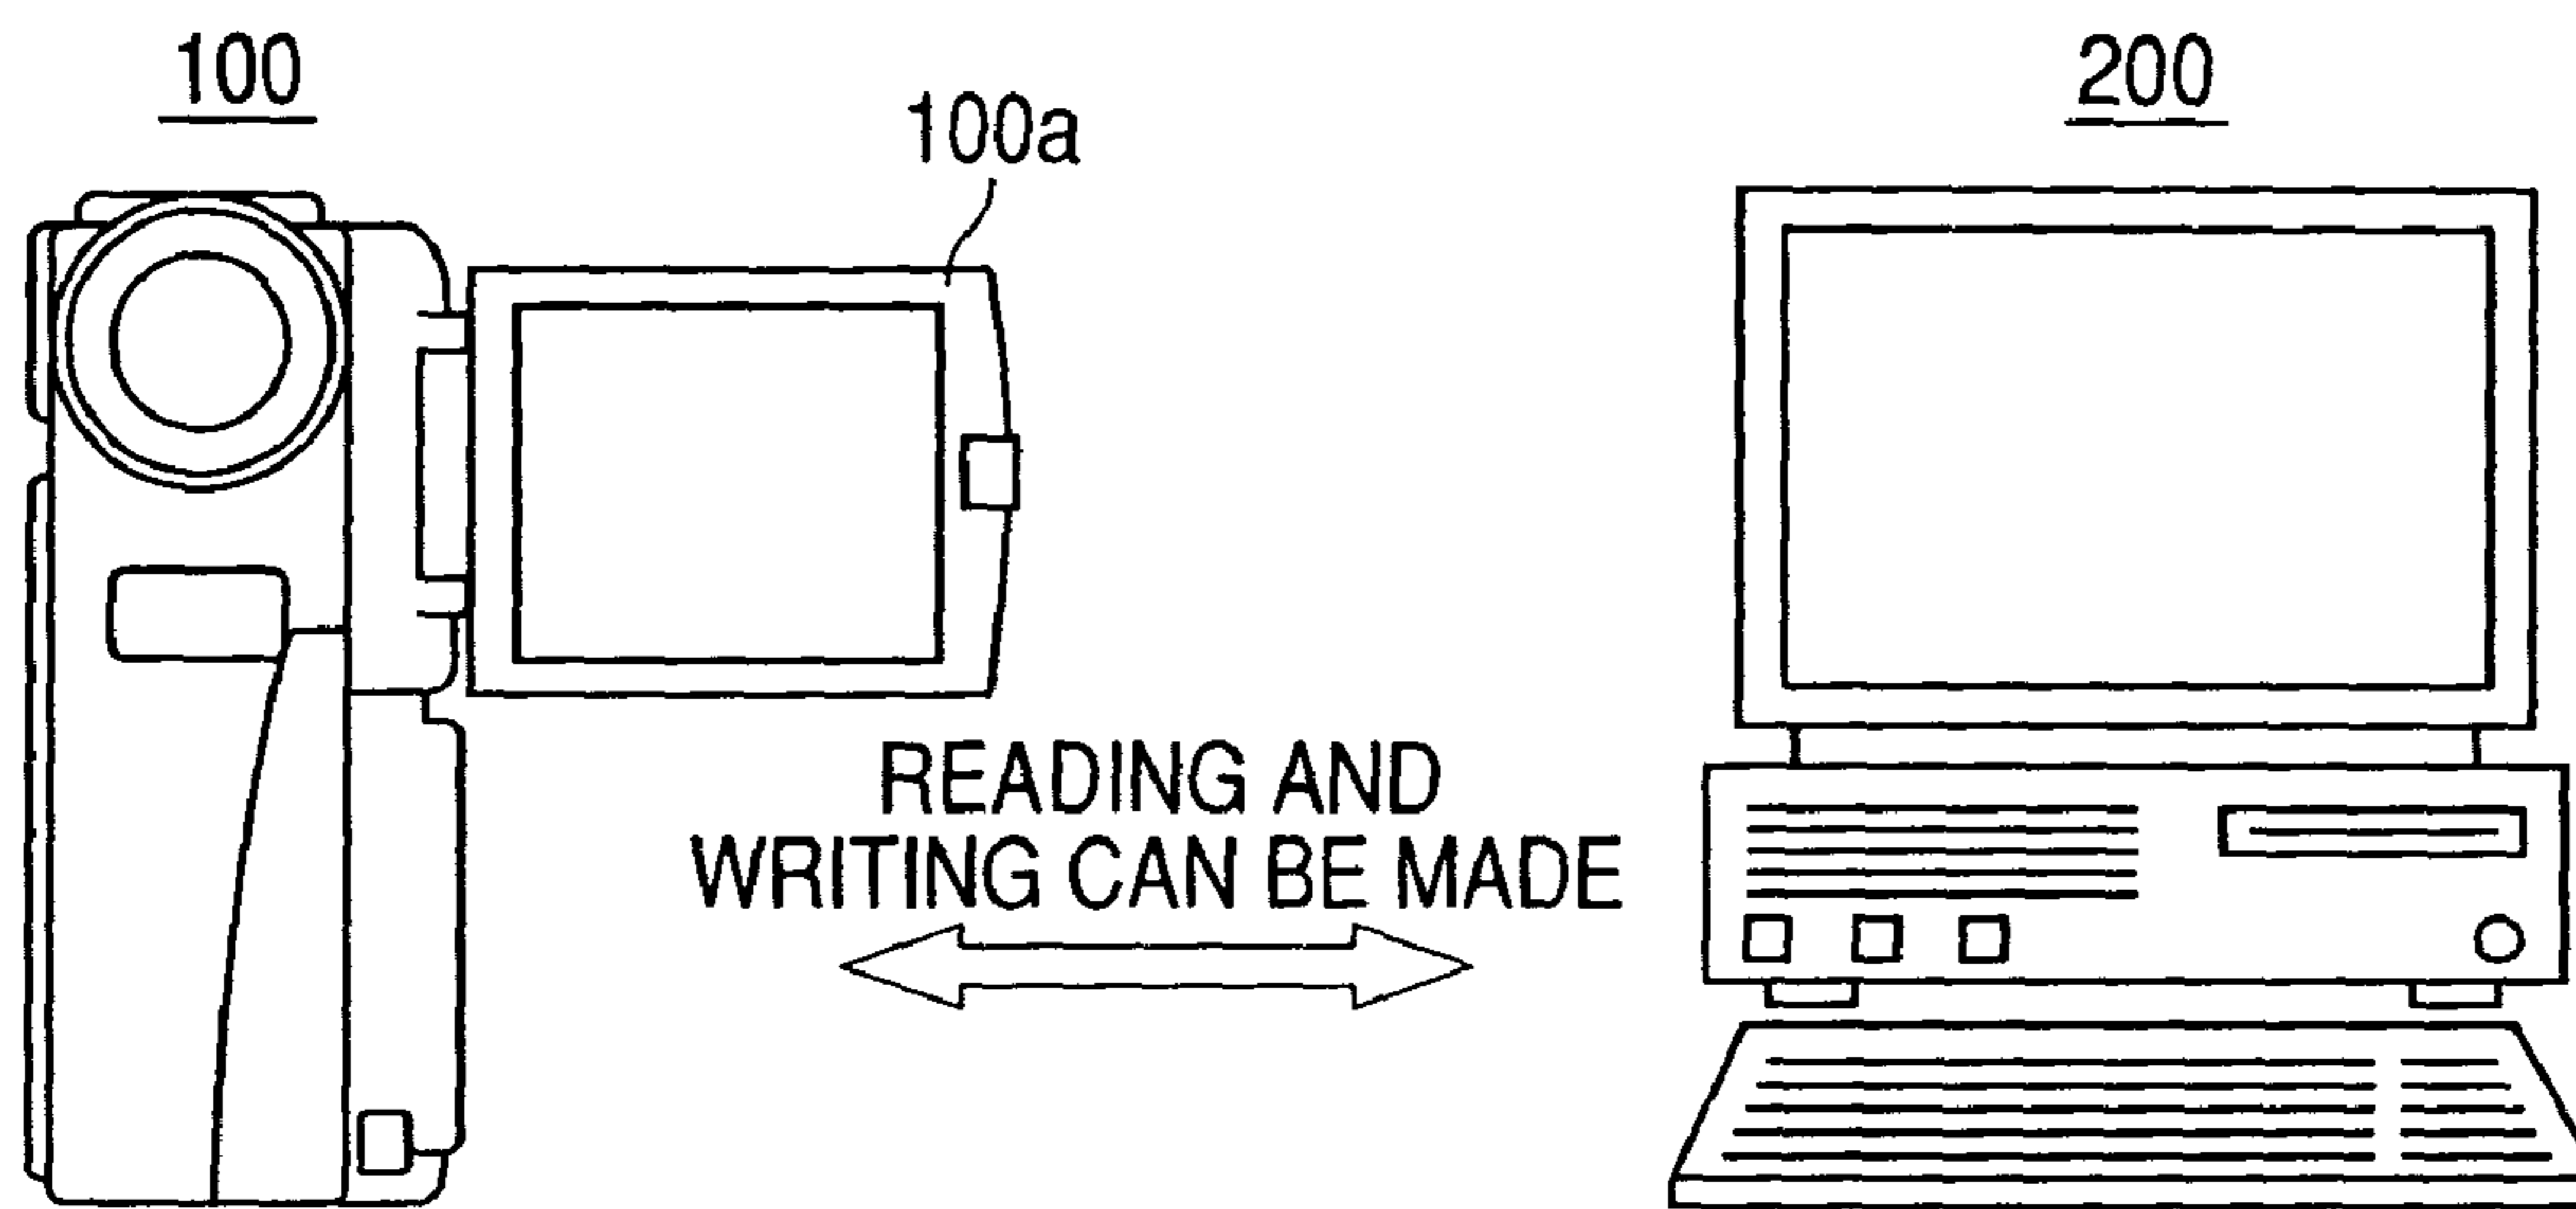 100
100a
200
READING AND
WRITING CAN BE MADE